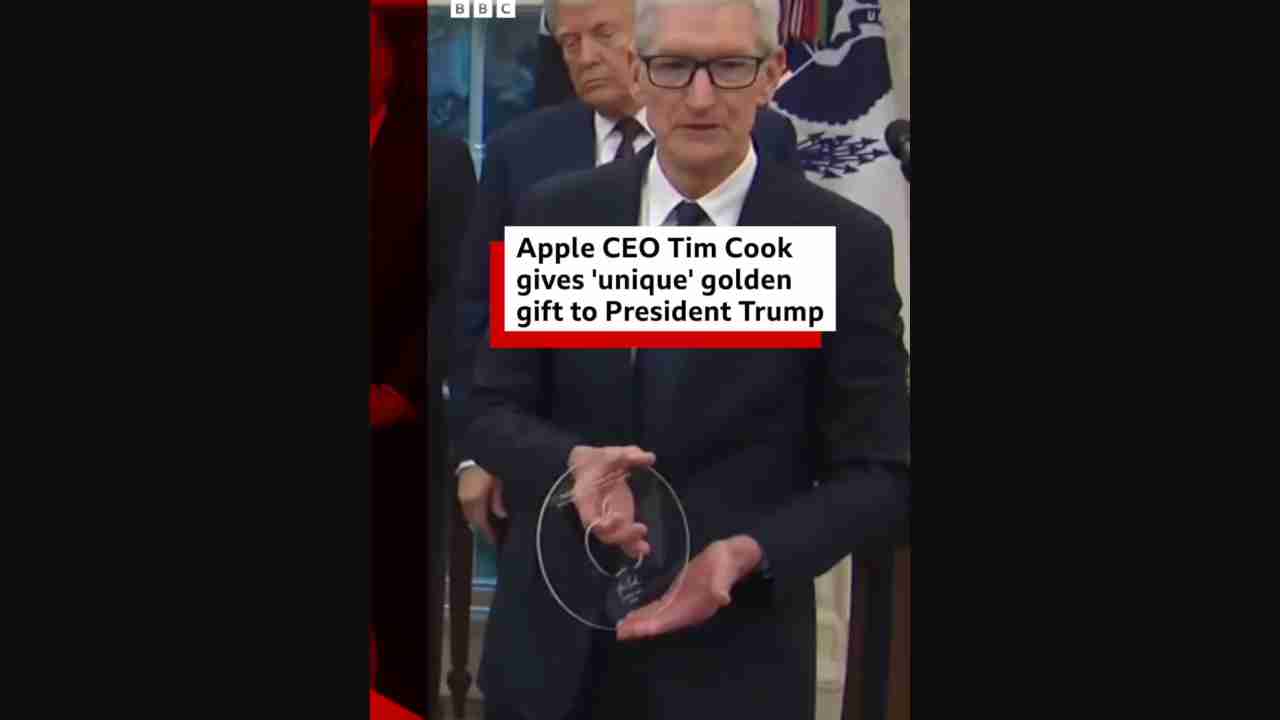 BBC
Apple CEO Tim Cook
gives 'unique' golden
gift to President Trump